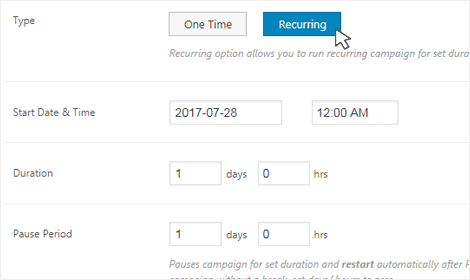 Type One Time Recurring
Recurring option allows you to run recurring campaign for set
Start Date & Time 2017-07-28 12:00 AM
Duration 1 days 0 hrs
Pause Period 1 days 0 hrs
Pauses campaign for set duration and restart automatically after